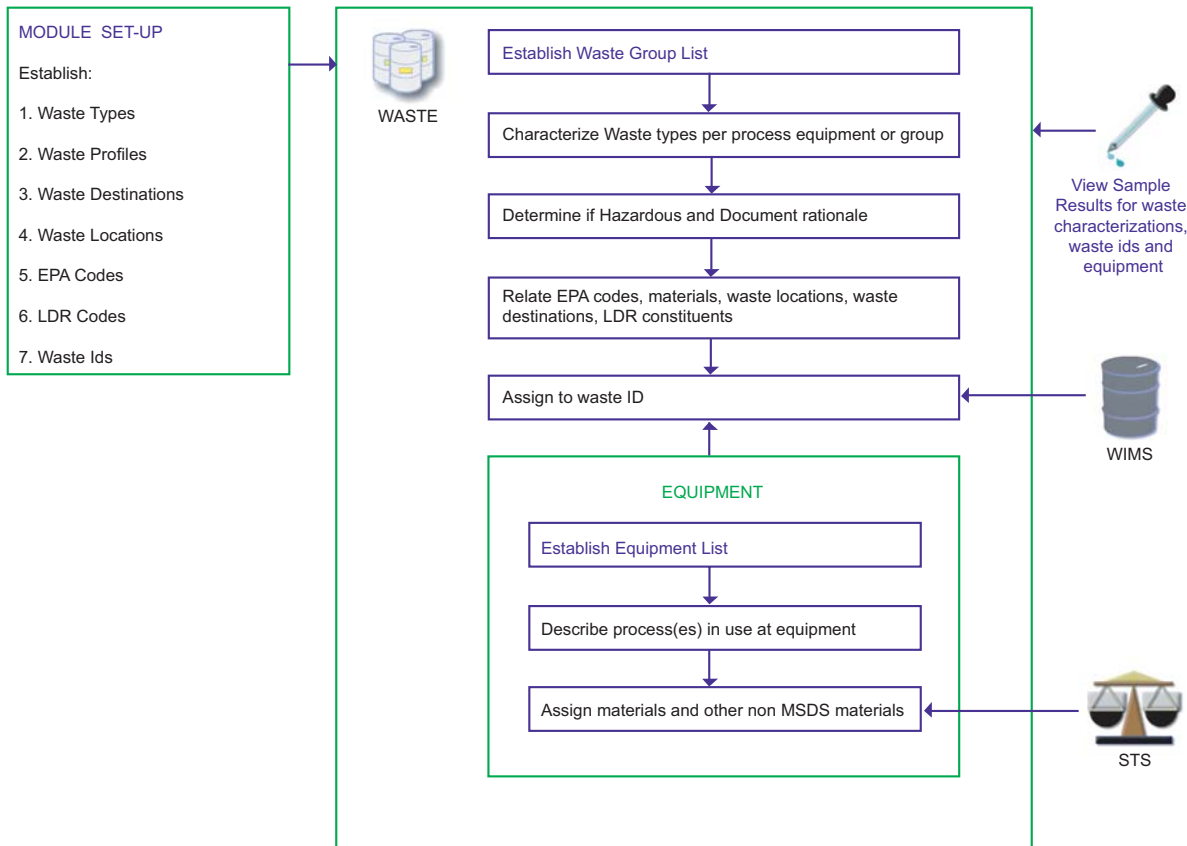 MODULE SET-UP
Establish:
1. Waste Types
2. Waste Profiles
3. Waste Destinations
4. Waste Locations
5. EPA Codes
6. LDR Codes
7. Waste Ids
WASTE
Establish Waste Group List
Characterize Waste types per process equipment or group
Determine if Hazardous and Document rationale
Relate EPA codes, materials, waste locations, waste
destinations, LDR constituents
Assign to waste ID
EQUIPMENT
Establish Equipment List
Describe process(es) in use at equipment
Assign materials and other non MSDS materials
View Sample
Results for waste
characterizations,
waste ids and
equipment
WIMS
STS